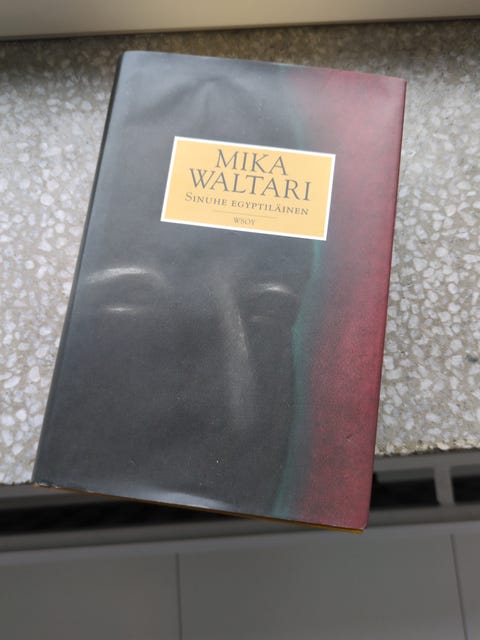 MIKA
WALTARI
SINUHE EGYPTILÄINEN
WSOY